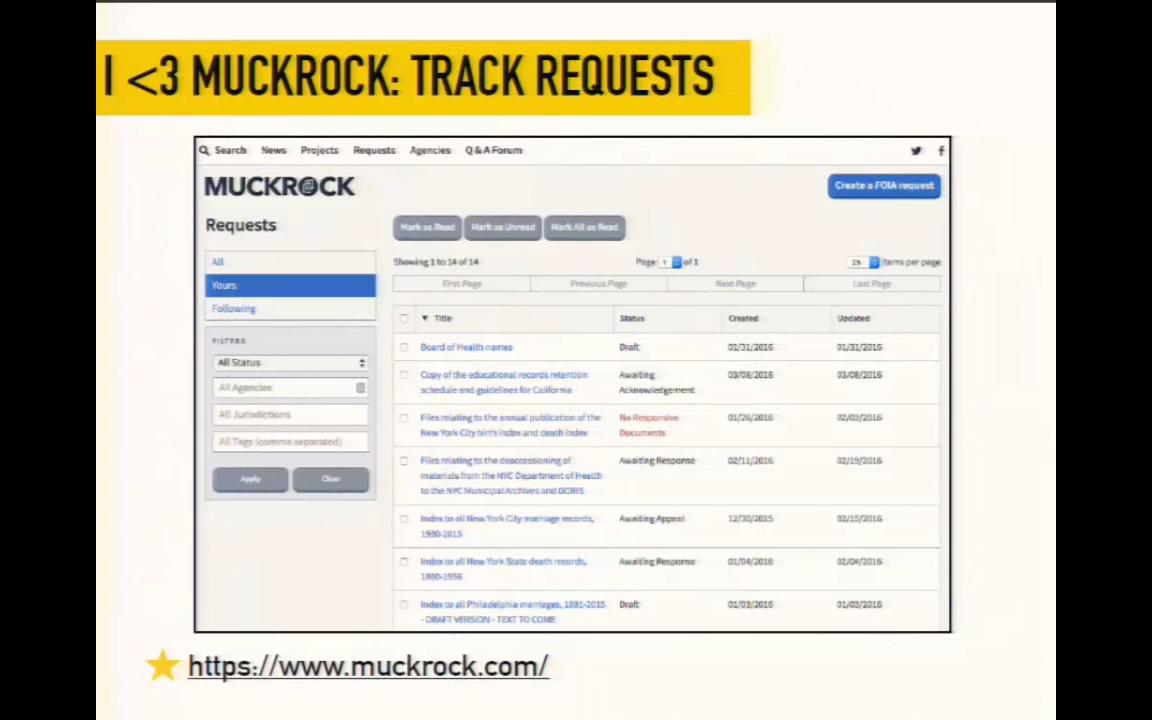 I <3 MUCKROCK: TRACK REQUESTS
Search News Projects Requests Agencies Q & A Forum
MUCKROCK
Create a FOIA request
Requests
Mark as Read Mark as Unread Mark All as Read
All
Showing 1 to 14 of 14 Page: 1 of 1 25 items per page
Yours
First Page Previous Page Next Page Last Page
Following
FILTERS
Title Status Created Updated
All Status
All Agencies
All Jurisdictions
All Tags (comma separated)
Apply Clear
Board of Health names Draft 01/31/2016 01/31/2016
Copy of the educational records retention Awaiting 03/08/2016 03/08/2016
schedule and guidelines for California Acknowledgement
Files relating to the annual publication of the No Responsive 01/26/2016 02/03/2016
New York City birth index and death index Documents
Files relating to the deaccessioning of Awaiting Response 02/11/2016 02/19/2016
materials from the NYC Department of Health
to the NYC Municipal Archives and DORIS
Index to all New York City marriage records, Awaiting Appeal 12/30/2015 02/15/2016
1930-2015
Index to all New York State death records, Awaiting Response 01/04/2016 02/04/2016
1880-1956
Index to all Philadelphia marriages, 1881-2015 Draft 01/03/2016 01/03/2016
- DRAFT VERSION - TEXT TO COME
https://www.muckrock.com/